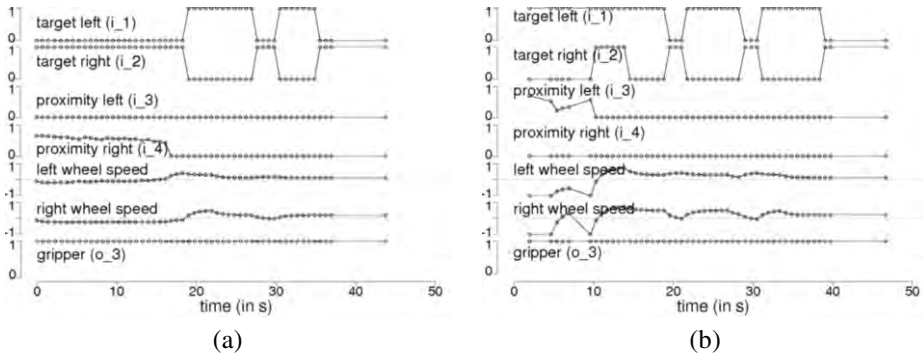 1
target left (i_1)
0
1
target right (i_2)
0
1
proximity left (i_3)
0
1
0
proximity right (i_4)
1
left wheel speed
-1
1
right wheel speed
-1
1
gripper (o_3)
0
0 10 20 30 40 50
time (in s)
(a)
1
target left (i_1)
0
1
target right (i_2)
0
1
proximity left (i_3)
0
1
proximity right (i_4)
0
1
left wheel speed
-1
1
right wheel speed
-1
1
gripper (o_3)
0
0 10 20 30 40 50
time (in s)
(b)